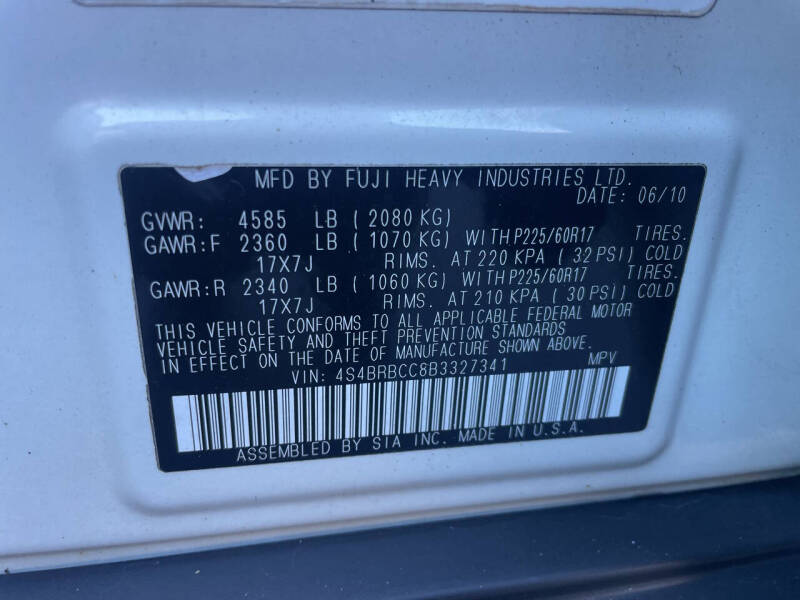 MFD BY FUJI HEAVY INDUSTRIES LTD.
DATE: 06/10
GVWR: 4585 LB ( 2080 KG)
GAWR: F 2360 LB ( 1070 KG) WITH P225/60R17 TIRES.
17X7J RIMS. AT 220 KPA ( 32 PSI) COLD
GAWR: R 2340 LB ( 1060 KG) WITH P225/60R17 TIRES.
17X7J RIMS. AT 210 KPA ( 30 PSI) COLD
THIS VEHICLE CONFORMS TO ALL APPLICABLE FEDERAL MOTOR
VEHICLE SAFETY AND THEFT PREVENTION STANDARDS
IN EFFECT ON THE DATE OF MANUFACTURE SHOWN ABOVE.
VIN: 4S4BRBCC8B3327341 MPV
ASSEMBLED BY SIA INC. MADE IN U.S.A.